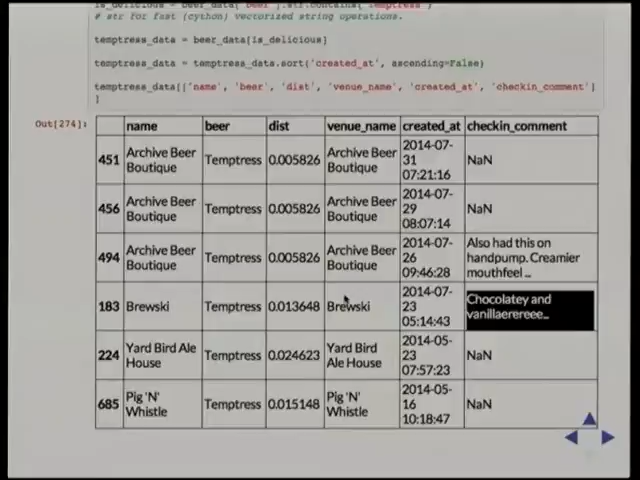 is_delicious = beer_data['beer'].str.contains('Temptress')
# str for fast (cython) vectorized string operations.
temptress_data = beer_data[is_delicious]
temptress_data = temptress_data.sort('created_at', ascending=False)
temptress_data[['name', 'beer', 'dist', 'venue_name', 'created_at', 'checkin_comment']
]
Out[274]:
name beer dist venue_name created_at checkin_comment
451 Archive Beer Boutique Temptress 0.005826 Archive Beer Boutique 2014-07-31 07:21:16 NaN
456 Archive Beer Boutique Temptress 0.005826 Archive Beer Boutique 2014-07-29 08:07:14 NaN
494 Archive Beer Boutique Temptress 0.005826 Archive Beer Boutique 2014-07-26 09:46:28 Also had this on handpump. Creamier mouthfeel ...
183 Brewski Temptress 0.013648 Brewski 2014-07-23 05:14:43 Chocolatey and vanillaerereee...
224 Yard Bird Ale House Temptress 0.024623 Yard Bird Ale House 2014-05-23 07:57:23 NaN
685 Pig 'N' Whistle Temptress 0.015148 Pig 'N' Whistle 2014-05-16 10:18:47 NaN